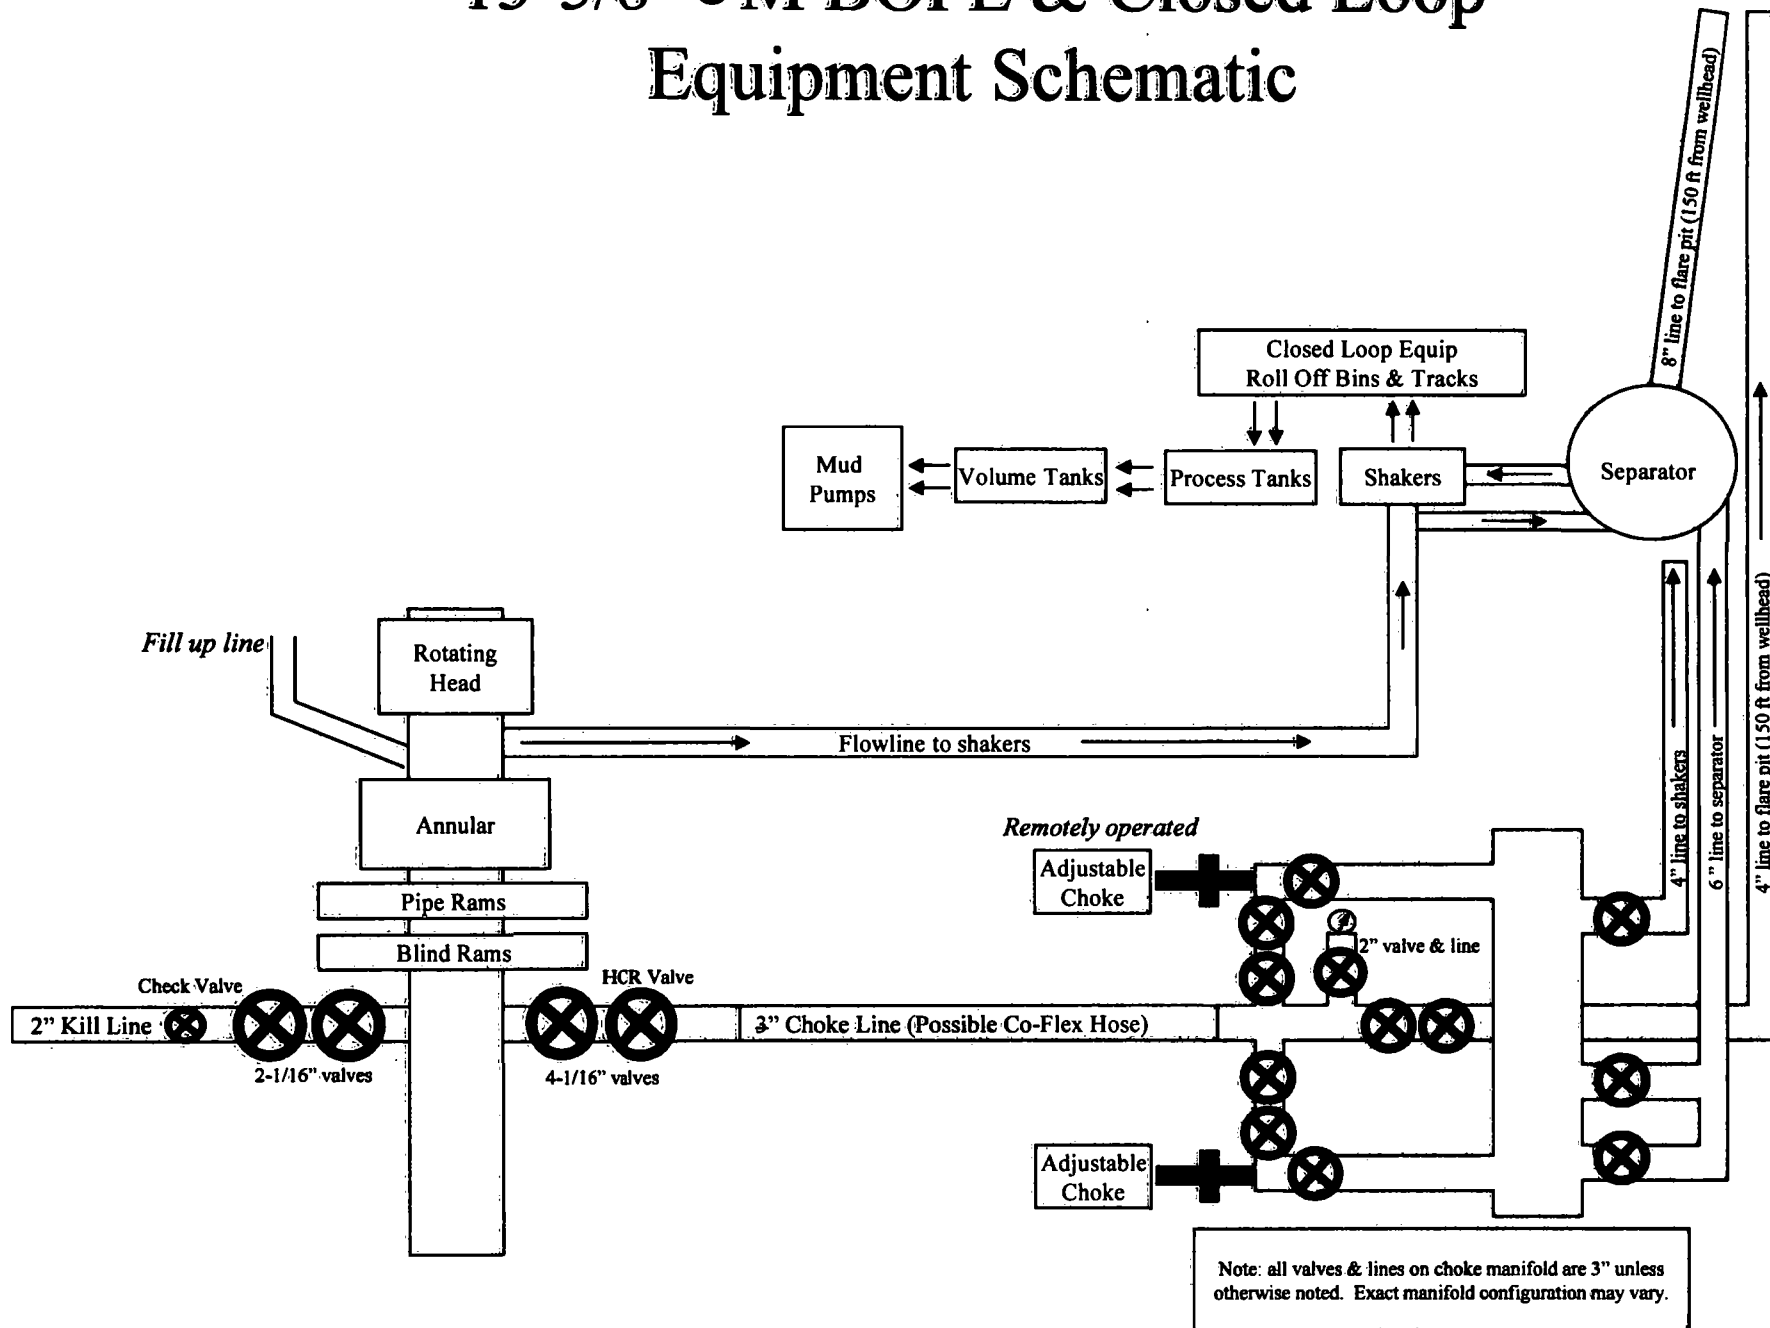 BOPE & Closed Loop
Equipment Schematic
8” line to flare pit (150 ft from wellhead)
Closed Loop Equip
Roll Off Bins & Tracks
Mud
Pumps
Volume Tanks
Process Tanks
Shakers
Separator
Fill up line
Rotating
Head
Flowline to shakers
Annular
Pipe Rams
Blind Rams
Check Valve
HCR Valve
2” Kill Line
2-1/16” valves
4-1/16” valves
3” Choke Line (Possible Co-Flex Hose)
Remotely operated
Adjustable
Choke
2” valve & line
Adjustable
Choke
4” line to shakers
6” line to separator
4” line to flare pit (150 ft from wellhead)
Note: all valves & lines on choke manifold are 3” unless
otherwise noted. Exact manifold configuration may vary.